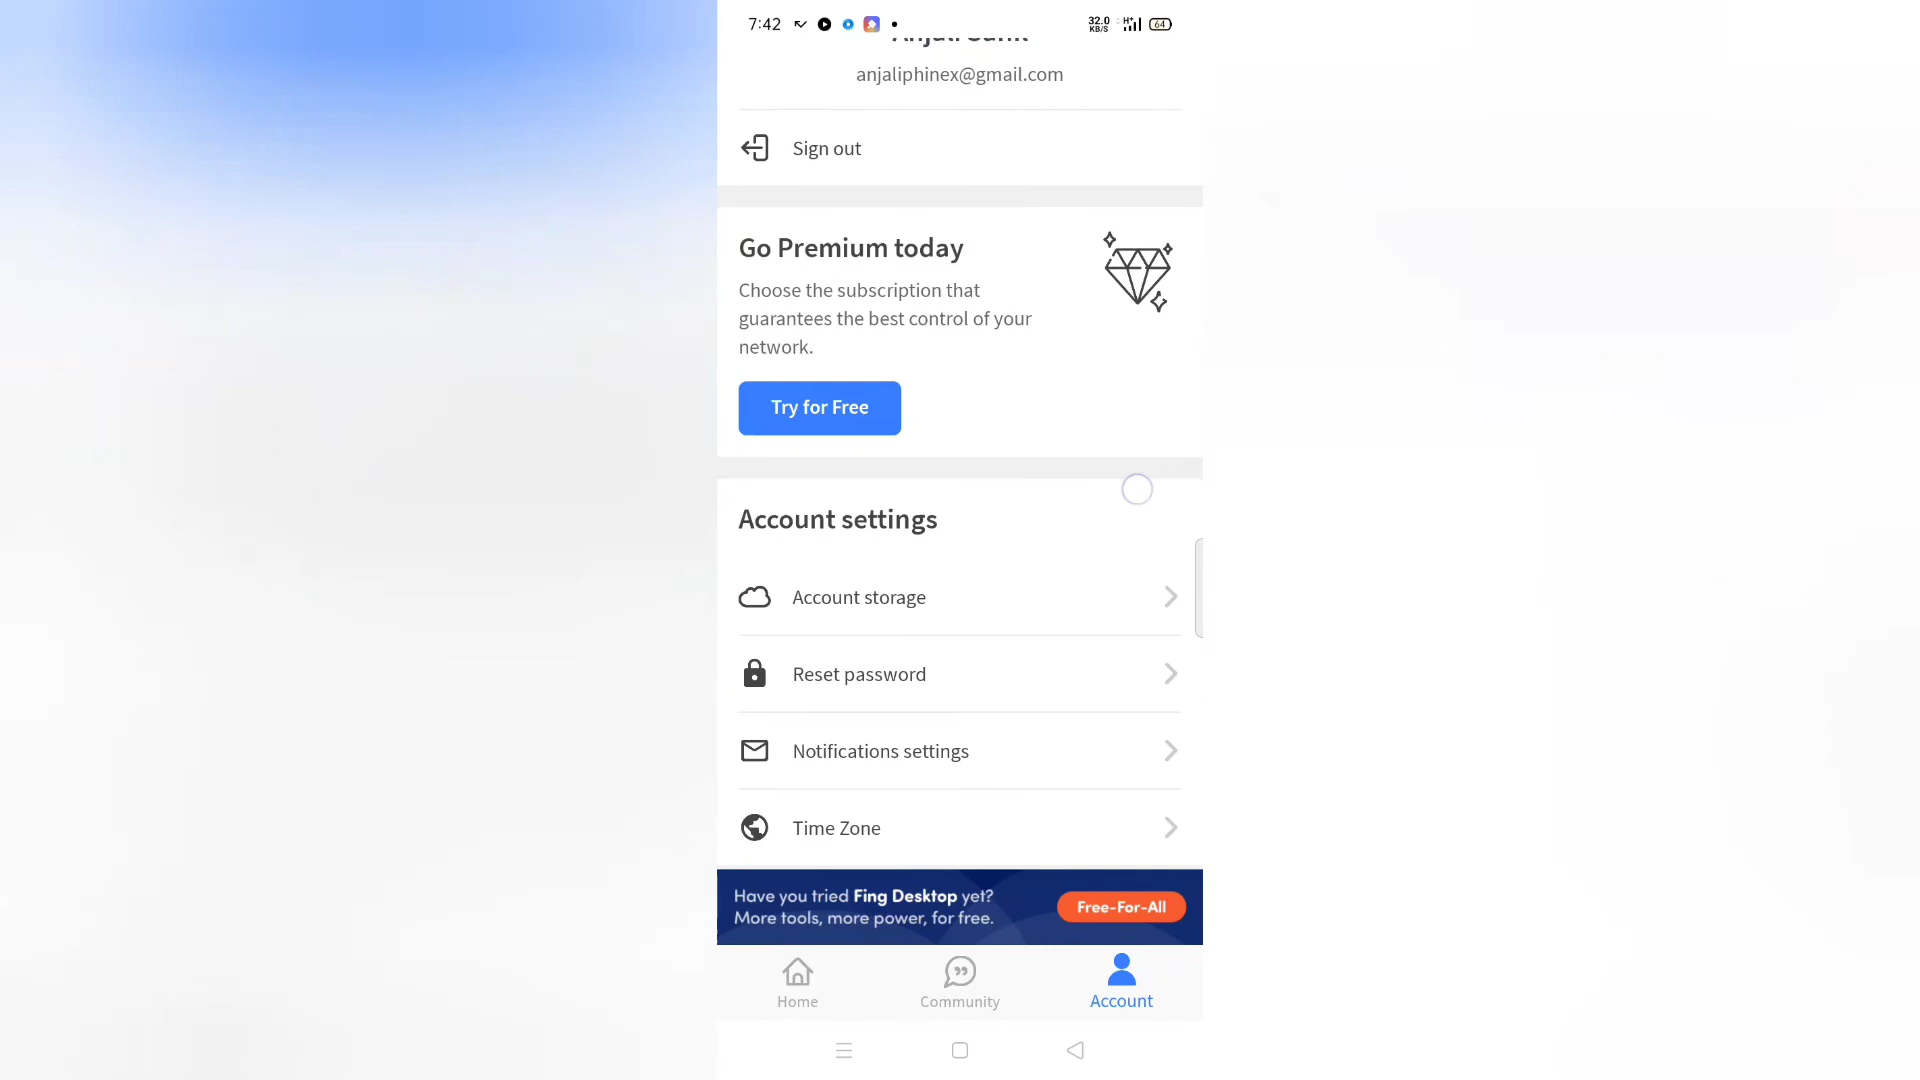 7:42
32.0
KB/S
H+
64
anjaliphinex@gmail.com
Sign out
Go Premium today
Choose the subscription that
guarantees the best control of your
network.
Try for Free
Account settings
Account storage
Reset password
Notifications settings
Time Zone
Have you tried Fing Desktop yet?
More tools, more power, for free.
Free-For-All
Home
Community
Account